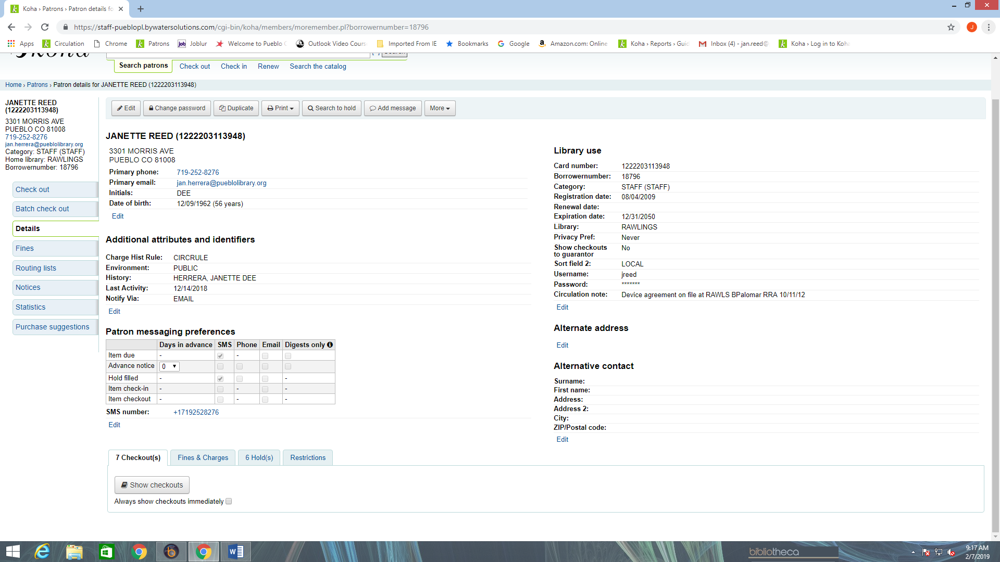 Koha › Patrons › Patron details fo
https://staff-pueblopl.bywatersolutions.com/cgi-bin/koha/members/moremember.pl?borrowernumber=18796
J
Apps Circulation Chrome Patrons job Joblur Welcome to Pueblo C Outlook Video Cours Imported From IE Bookmarks Google Amazon.com: Online Koha › Reports › Guid Inbox (4) - jan.reed@ Koha › Log in to Koha
koha
Search patrons Check out Check in Renew Search the catalog
Home › Patrons › Patron details for JANETTE REED (1222203113948)
JANETTE REED
(1222203113948)
3301 MORRIS AVE
PUEBLO CO 81008
719-252-8276
jan.herrera@pueblolibrary.org
Category: STAFF (STAFF)
Home library: RAWLINGS
Borrowernumber: 18796
Check out
Batch check out
Details
Fines
Routing lists
Notices
Statistics
Purchase suggestions
Edit Change password Duplicate Print Search to hold Add message More
JANETTE REED (1222203113948)
3301 MORRIS AVE
PUEBLO CO 81008
Primary phone: 719-252-8276
Primary email: jan.herrera@pueblolibrary.org
Initials: DEE
Date of birth: 12/09/1962 (56 years)
Edit
Additional attributes and identifiers
Charge Hist Rule: CIRCRULE
Environment: PUBLIC
History: HERRERA, JANETTE DEE
Last Activity: 12/14/2018
Notify Via: EMAIL
Edit
Patron messaging preferences
Days in advance SMS Phone Email Digests only
Item due - -
Advance notice 0
Hold filled - -
Item check-in - - -
Item checkout - - -
SMS number: +17192528276
Edit
Library use
Card number: 1222203113948
Borrowernumber: 18796
Category: STAFF (STAFF)
Registration date: 08/04/2009
Renewal date:
Expiration date: 12/31/2050
Library: RAWLINGS
Privacy Pref: Never
Show checkouts No
to guarantor
Sort field 2: LOCAL
Username: jreed
Password: *******
Circulation note: Device agreement on file at RAWLS BPalomar RRA 10/11/12
Edit
Alternate address
Edit
Alternative contact
Surname:
First name:
Address:
Address 2:
City:
ZIP/Postal code:
Edit
7 Checkout(s) Fines & Charges 6 Hold(s) Restrictions
Show checkouts
Always show checkouts immediately
bibliotheca
9:17 AM
2/7/2019